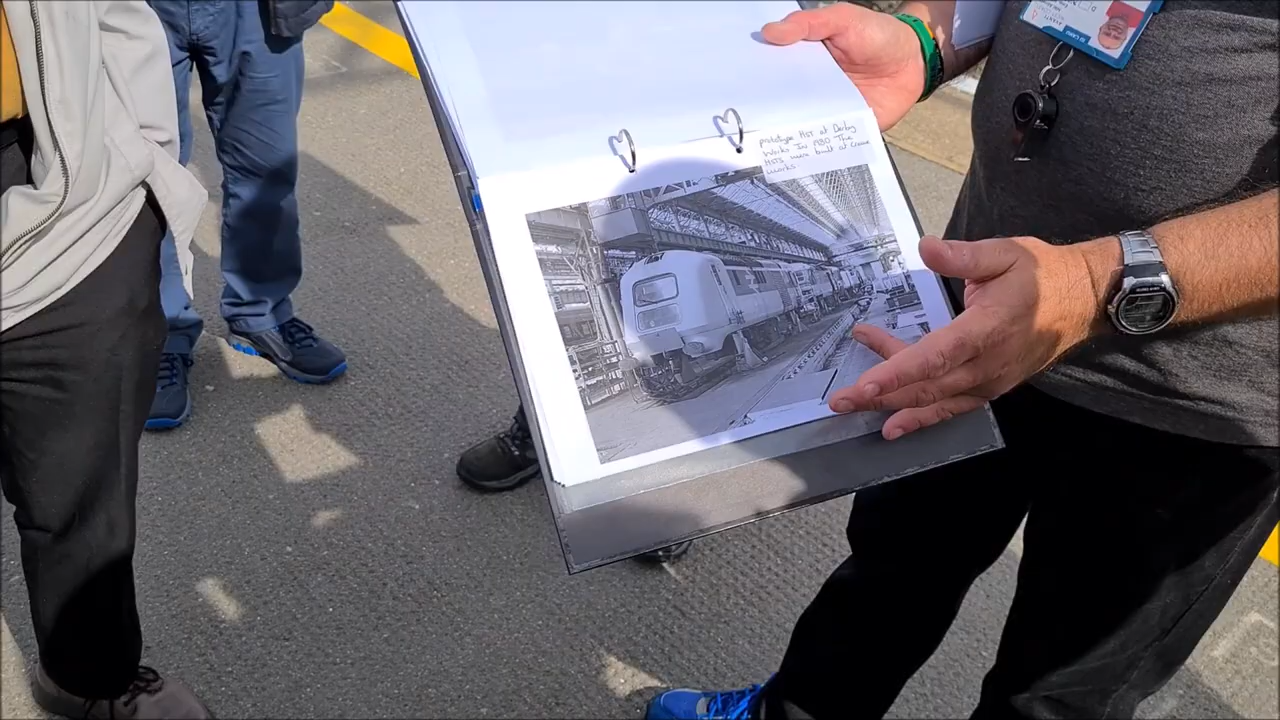 prototype HST at Derby
Works In 1980 The
HSTS were built at Crewe
works.